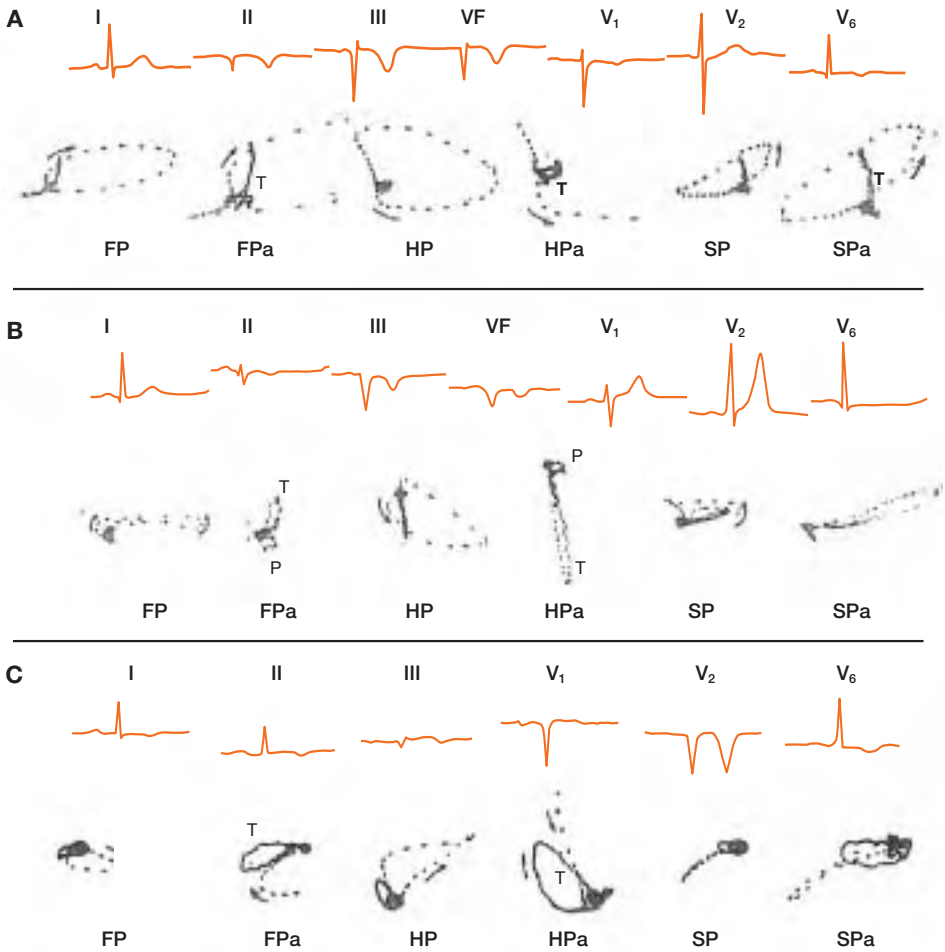 A
I II III VF V₁ V₂ V₆
T T T
FP FPa HP HPa SP SPa
B
I II III VF V₁ V₂ V₆
T P P T
FP FPa HP HPa SP SPa
C
I II III V₁ V₂ V₆
T T
FP FPa HP HPa SP SPa